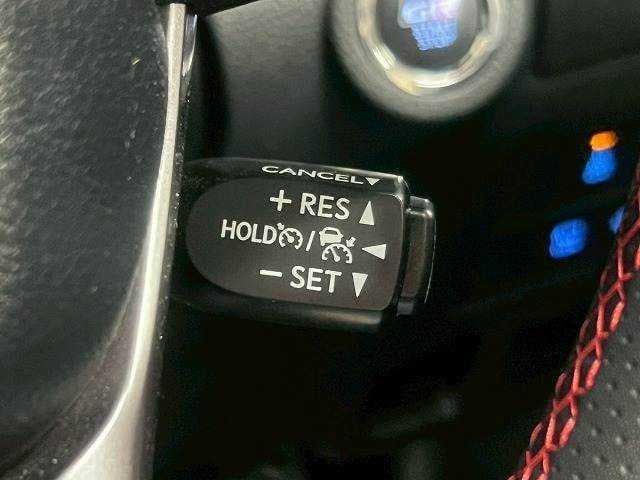 CANCEL▼
+ RES ▲
HOLD / ◀
− SET ▼